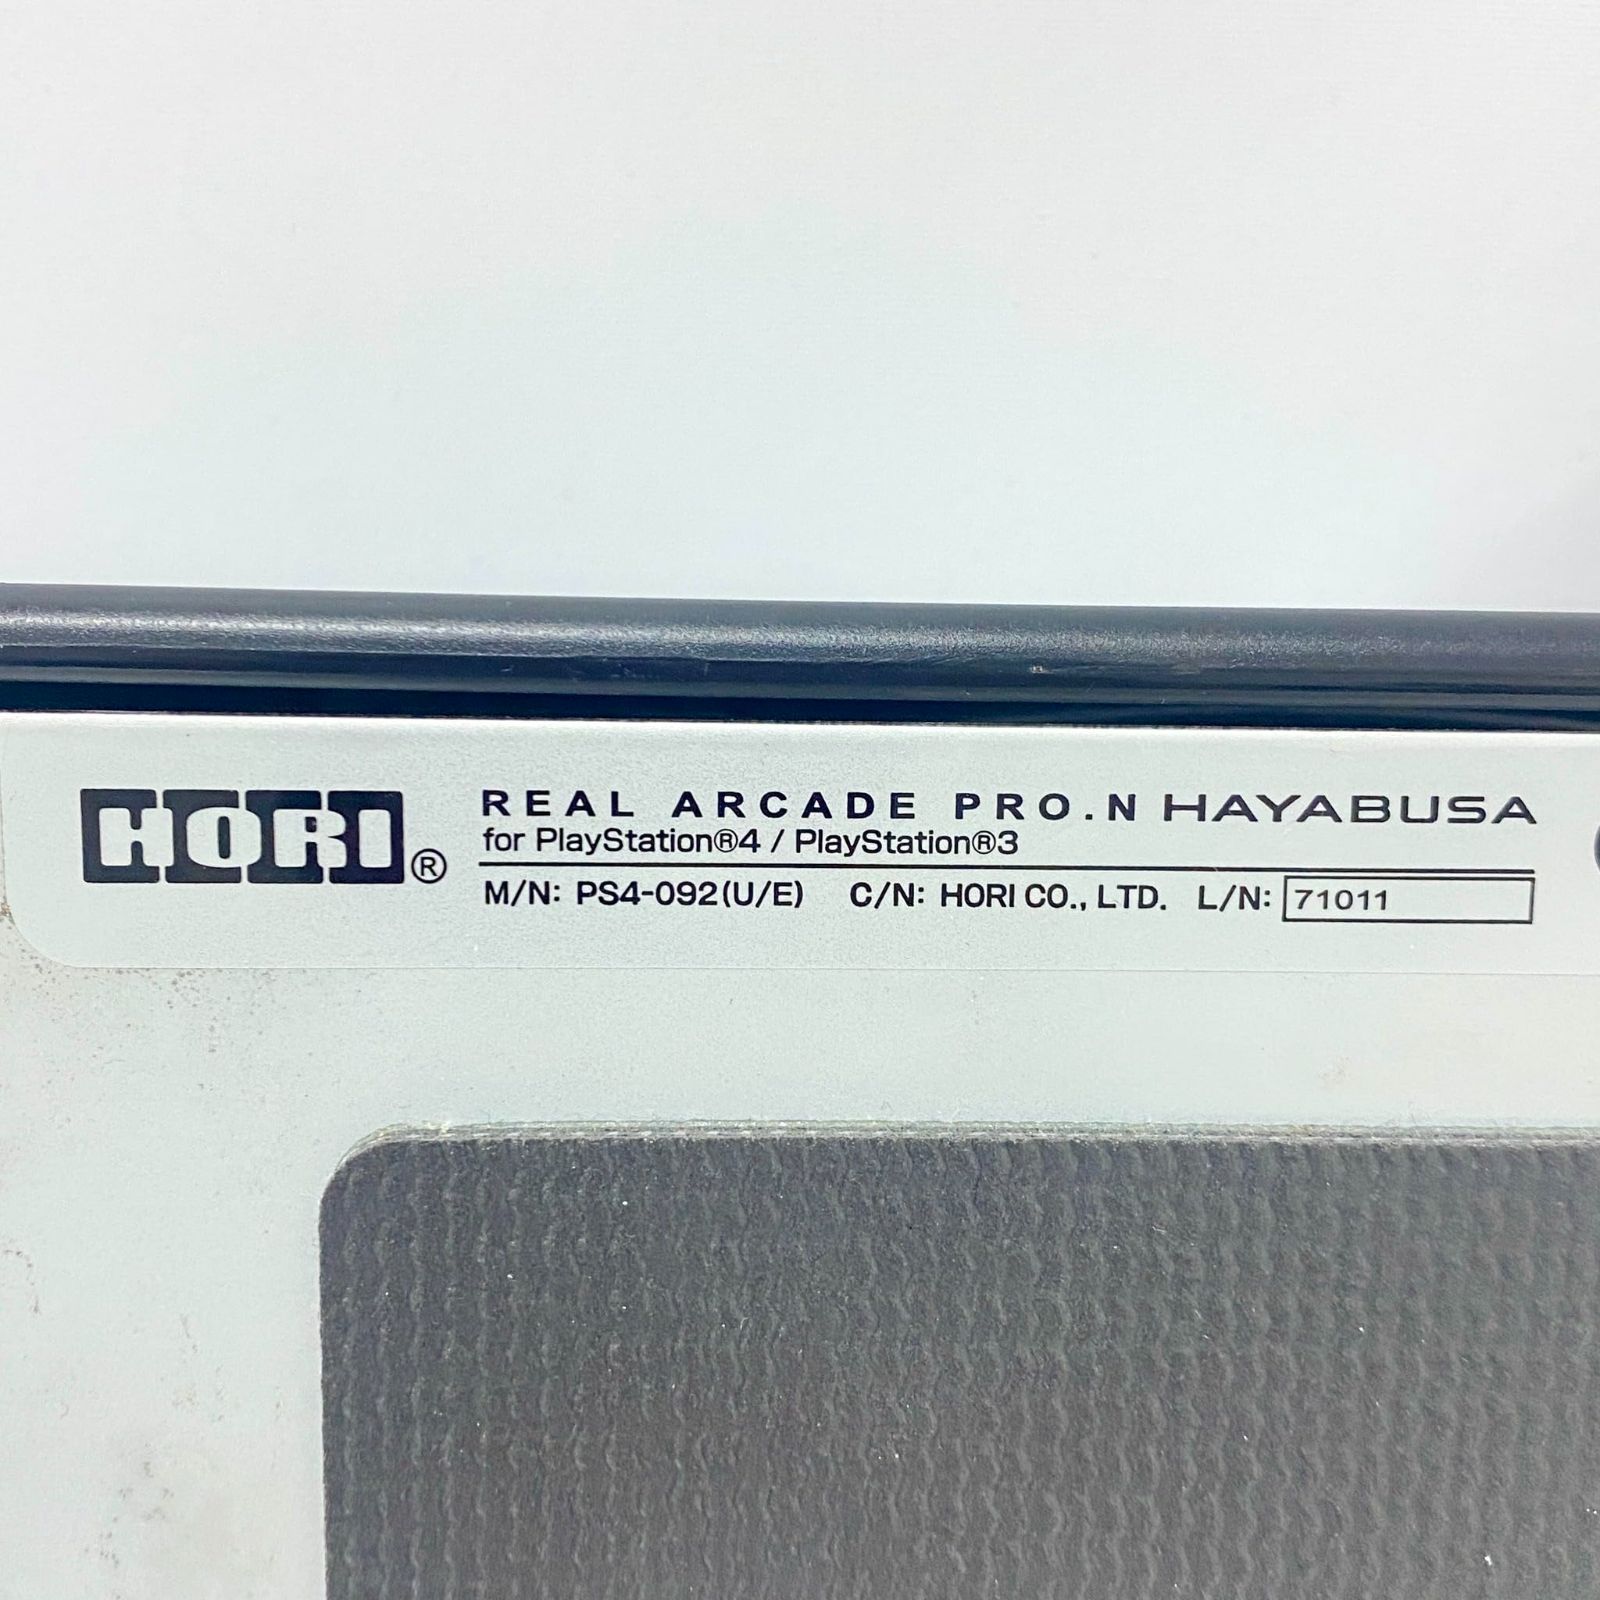 HORI®
REAL ARCADE PRO.N HAYABUSA
for PlayStation®4 / PlayStation®3
M/N: PS4-092(U/E) C/N: HORI CO., LTD. L/N: 71011